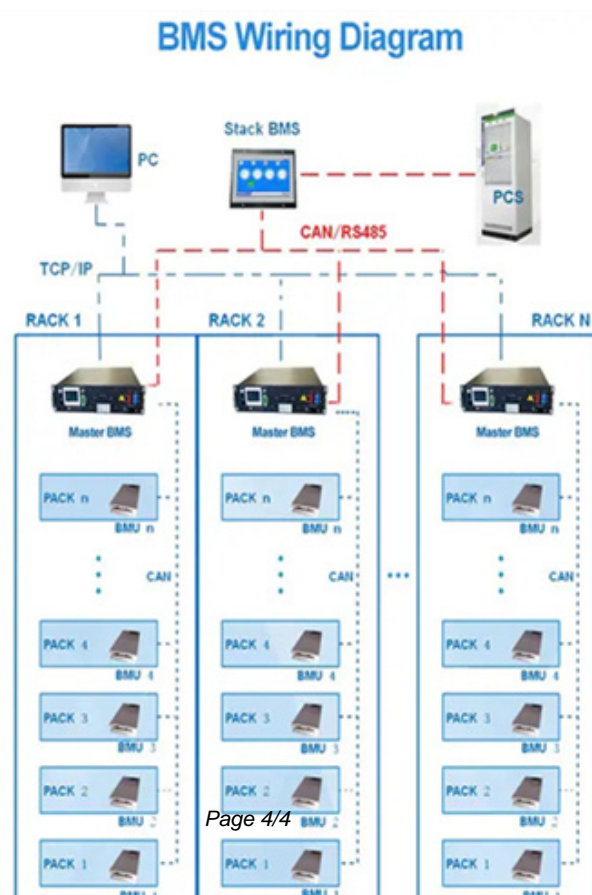 BMS Wiring Diagram
Stack BMS
PC
PCS
CAN/RS485
TCP/IP
RACK 1
RACK 2
RACK N
Master BMS
Master BMS
Master BMS
PACK n
BMU n
PACK n
BMU n
PACK n
BMU n
CAN
CAN
...
CAN
PACK 4
BMU 4
PACK 4
BMU 4
PACK 4
BMU 4
PACK 3
BMU 3
PACK 3
BMU 3
PACK 3
BMU 3
PACK 2
BMU 2
PACK 2
BMU 2
PACK 2
BMU 2
Page 4/4
PACK 1
PACK 1
PACK 1